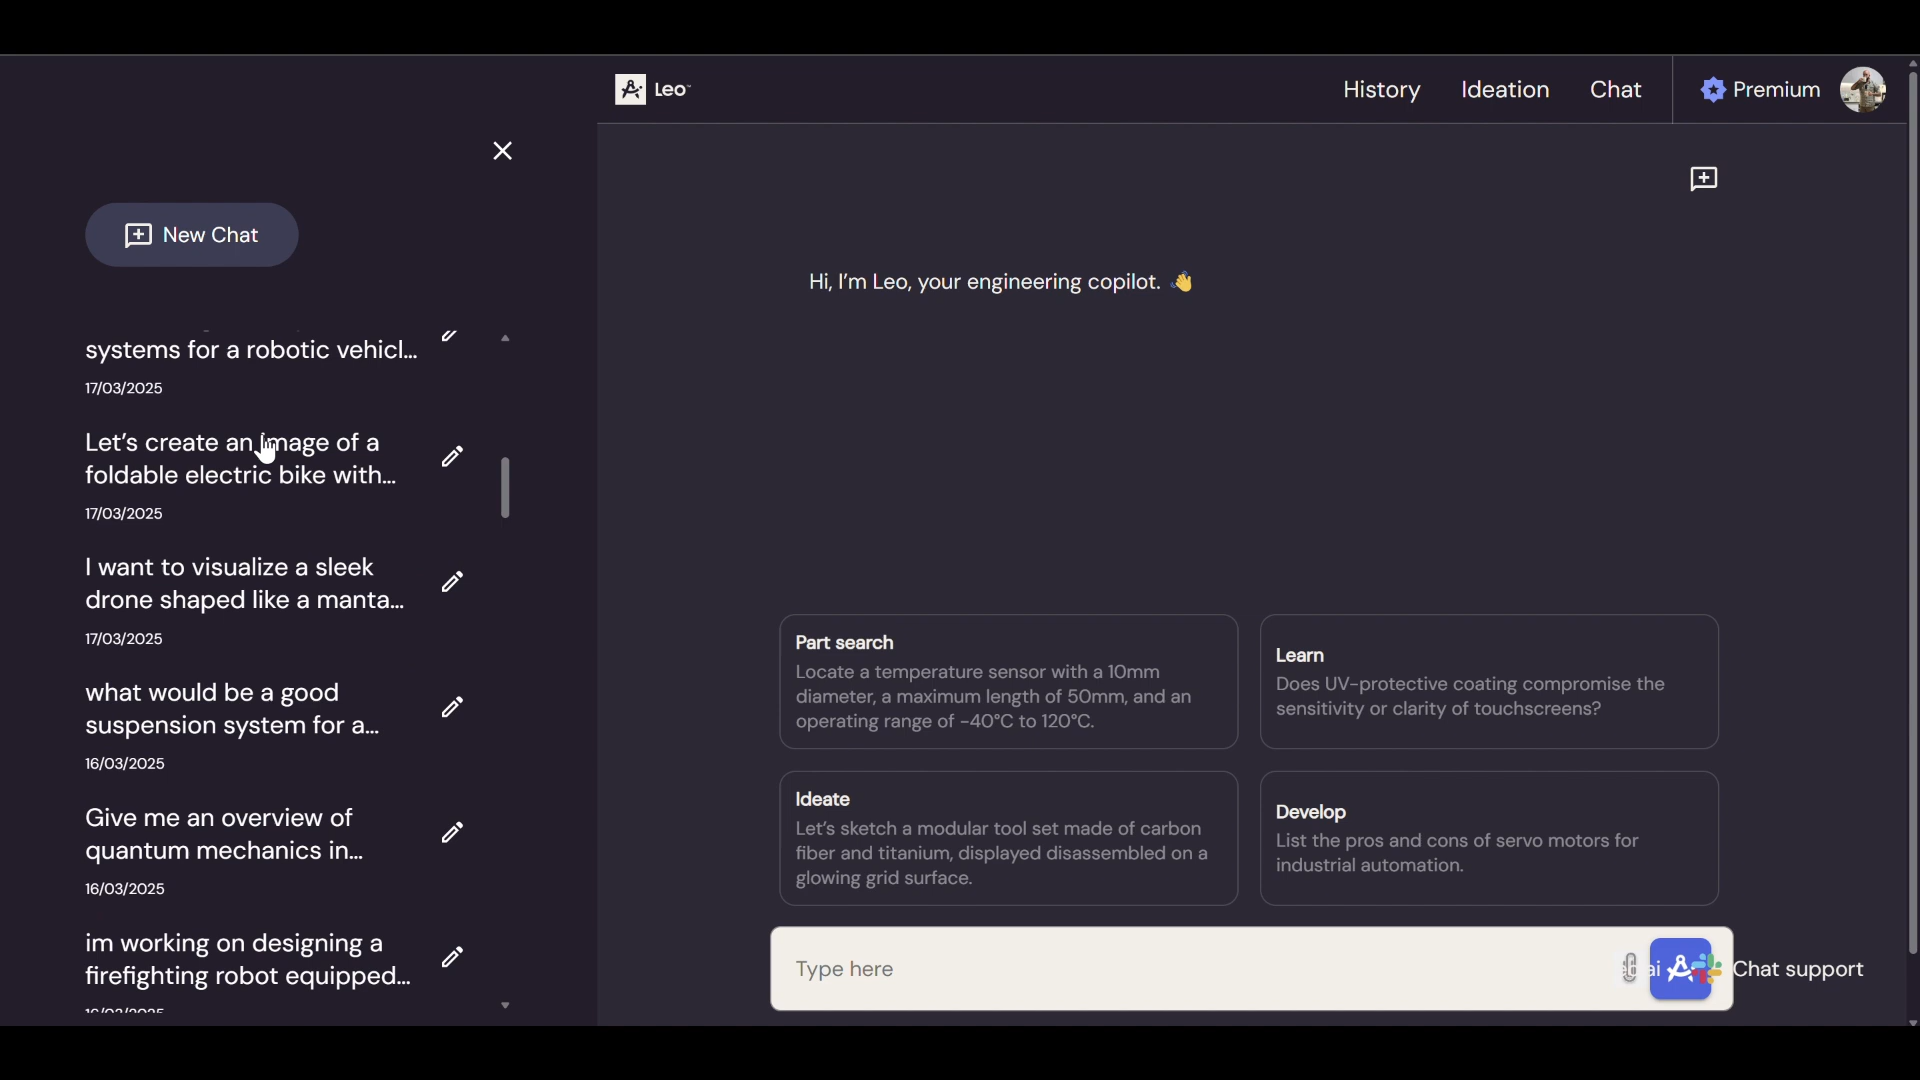 Leo
History
Ideation
Chat
Premium
New Chat
systems for a robotic vehicl...
17/03/2025
Let's create an image of a
foldable electric bike with...
17/03/2025
I want to visualize a sleek
drone shaped like a manta...
17/03/2025
what would be a good
suspension system for a...
16/03/2025
Give me an overview of
quantum mechanics in...
16/03/2025
im working on designing a
firefighting robot equipped...
Hi, I'm Leo, your engineering copilot. 👋
Part search
Locate a temperature sensor with a 10mm
diameter, a maximum length of 50mm, and an
operating range of -40°C to 120°C.
Learn
Does UV-protective coating compromise the
sensitivity or clarity of touchscreens?
Ideate
Let's sketch a modular tool set made of carbon
fiber and titanium, displayed disassembled on a
glowing grid surface.
Develop
List the pros and cons of servo motors for
industrial automation.
Type here
ai
Chat support